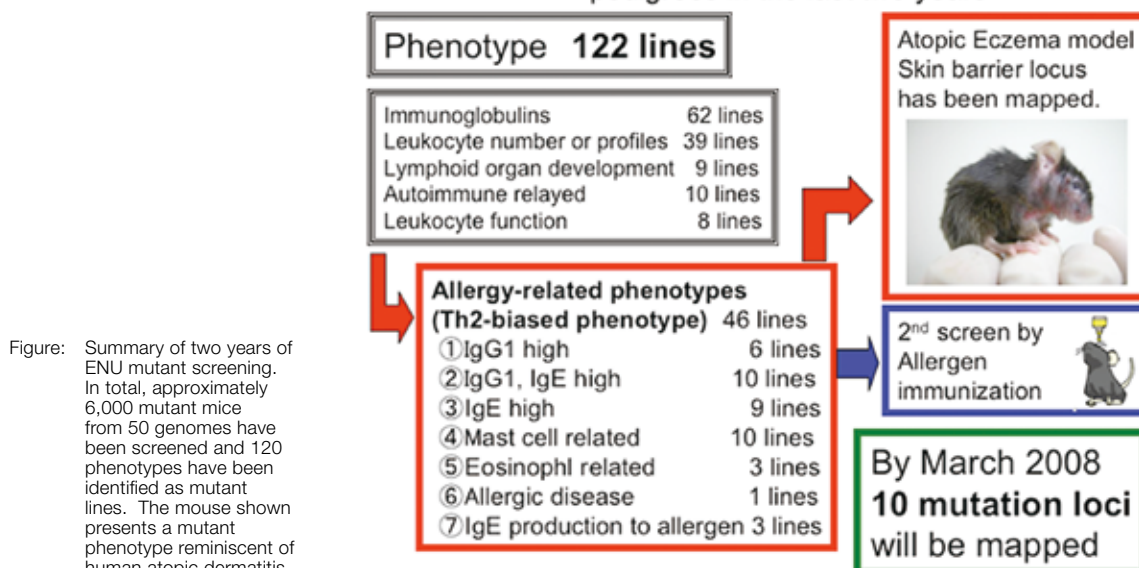 Phenotype 122 lines
Immunoglobulins 62 lines
Leukocyte number or profiles 39 lines
Lymphoid organ development 9 lines
Autoimmune relayed 10 lines
Leukocyte function 8 lines
Allergy-related phenotypes
(Th2-biased phenotype) 46 lines
①IgG1 high 6 lines
②IgG1, IgE high 10 lines
③IgE high 9 lines
④Mast cell related 10 lines
⑤Eosinophl related 3 lines
⑥Allergic disease 1 lines
⑦IgE production to allergen 3 lines
Atopic Eczema model
Skin barrier locus
has been mapped.
2nd screen by
Allergen
immunization
By March 2008
10 mutation loci
will be mapped
Figure: Summary of two years of
ENU mutant screening.
In total, approximately
6,000 mutant mice
from 50 genomes have
been screened and 120
phenotypes have been
identified as mutant
lines. The mouse shown
presents a mutant
phenotype reminiscent of
human atopic dermatitis